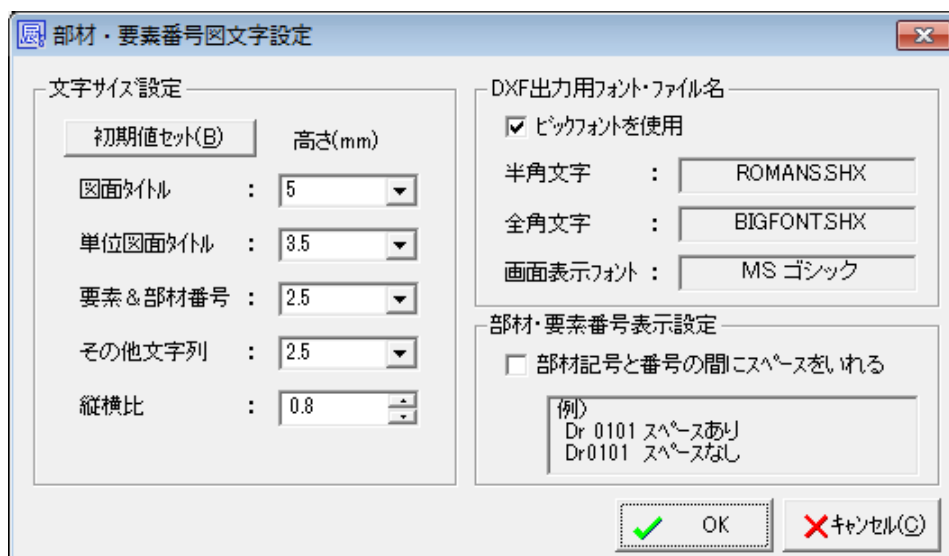 部材・要素番号図文字設定
文字ｻｲｽﾞ設定
初期値ｾｯﾄ(B)
高さ(mm)
図面ﾀｲﾄﾙ : 5
単位図面ﾀｲﾄﾙ : 3.5
要素＆部材番号 : 2.5
その他文字列 : 2.5
縦横比 : 0.8
DXF出力用ﾌｫﾝﾄ･ﾌｧｲﾙ名
ﾋﾞｯｸﾌｫﾝﾄを使用
半角文字 : ROMANS.SHX
全角文字 : BIGFONT.SHX
画面表示ﾌｫﾝﾄ : MS ゴシック
部材･要素番号表示設定
部材記号と番号の間にｽﾍﾟｰｽをいれる
例)
Dr 0101 ｽﾍﾟｰｽあり
Dr0101 ｽﾍﾟｰｽなし
OK
ｷｬﾝｾﾙ(C)